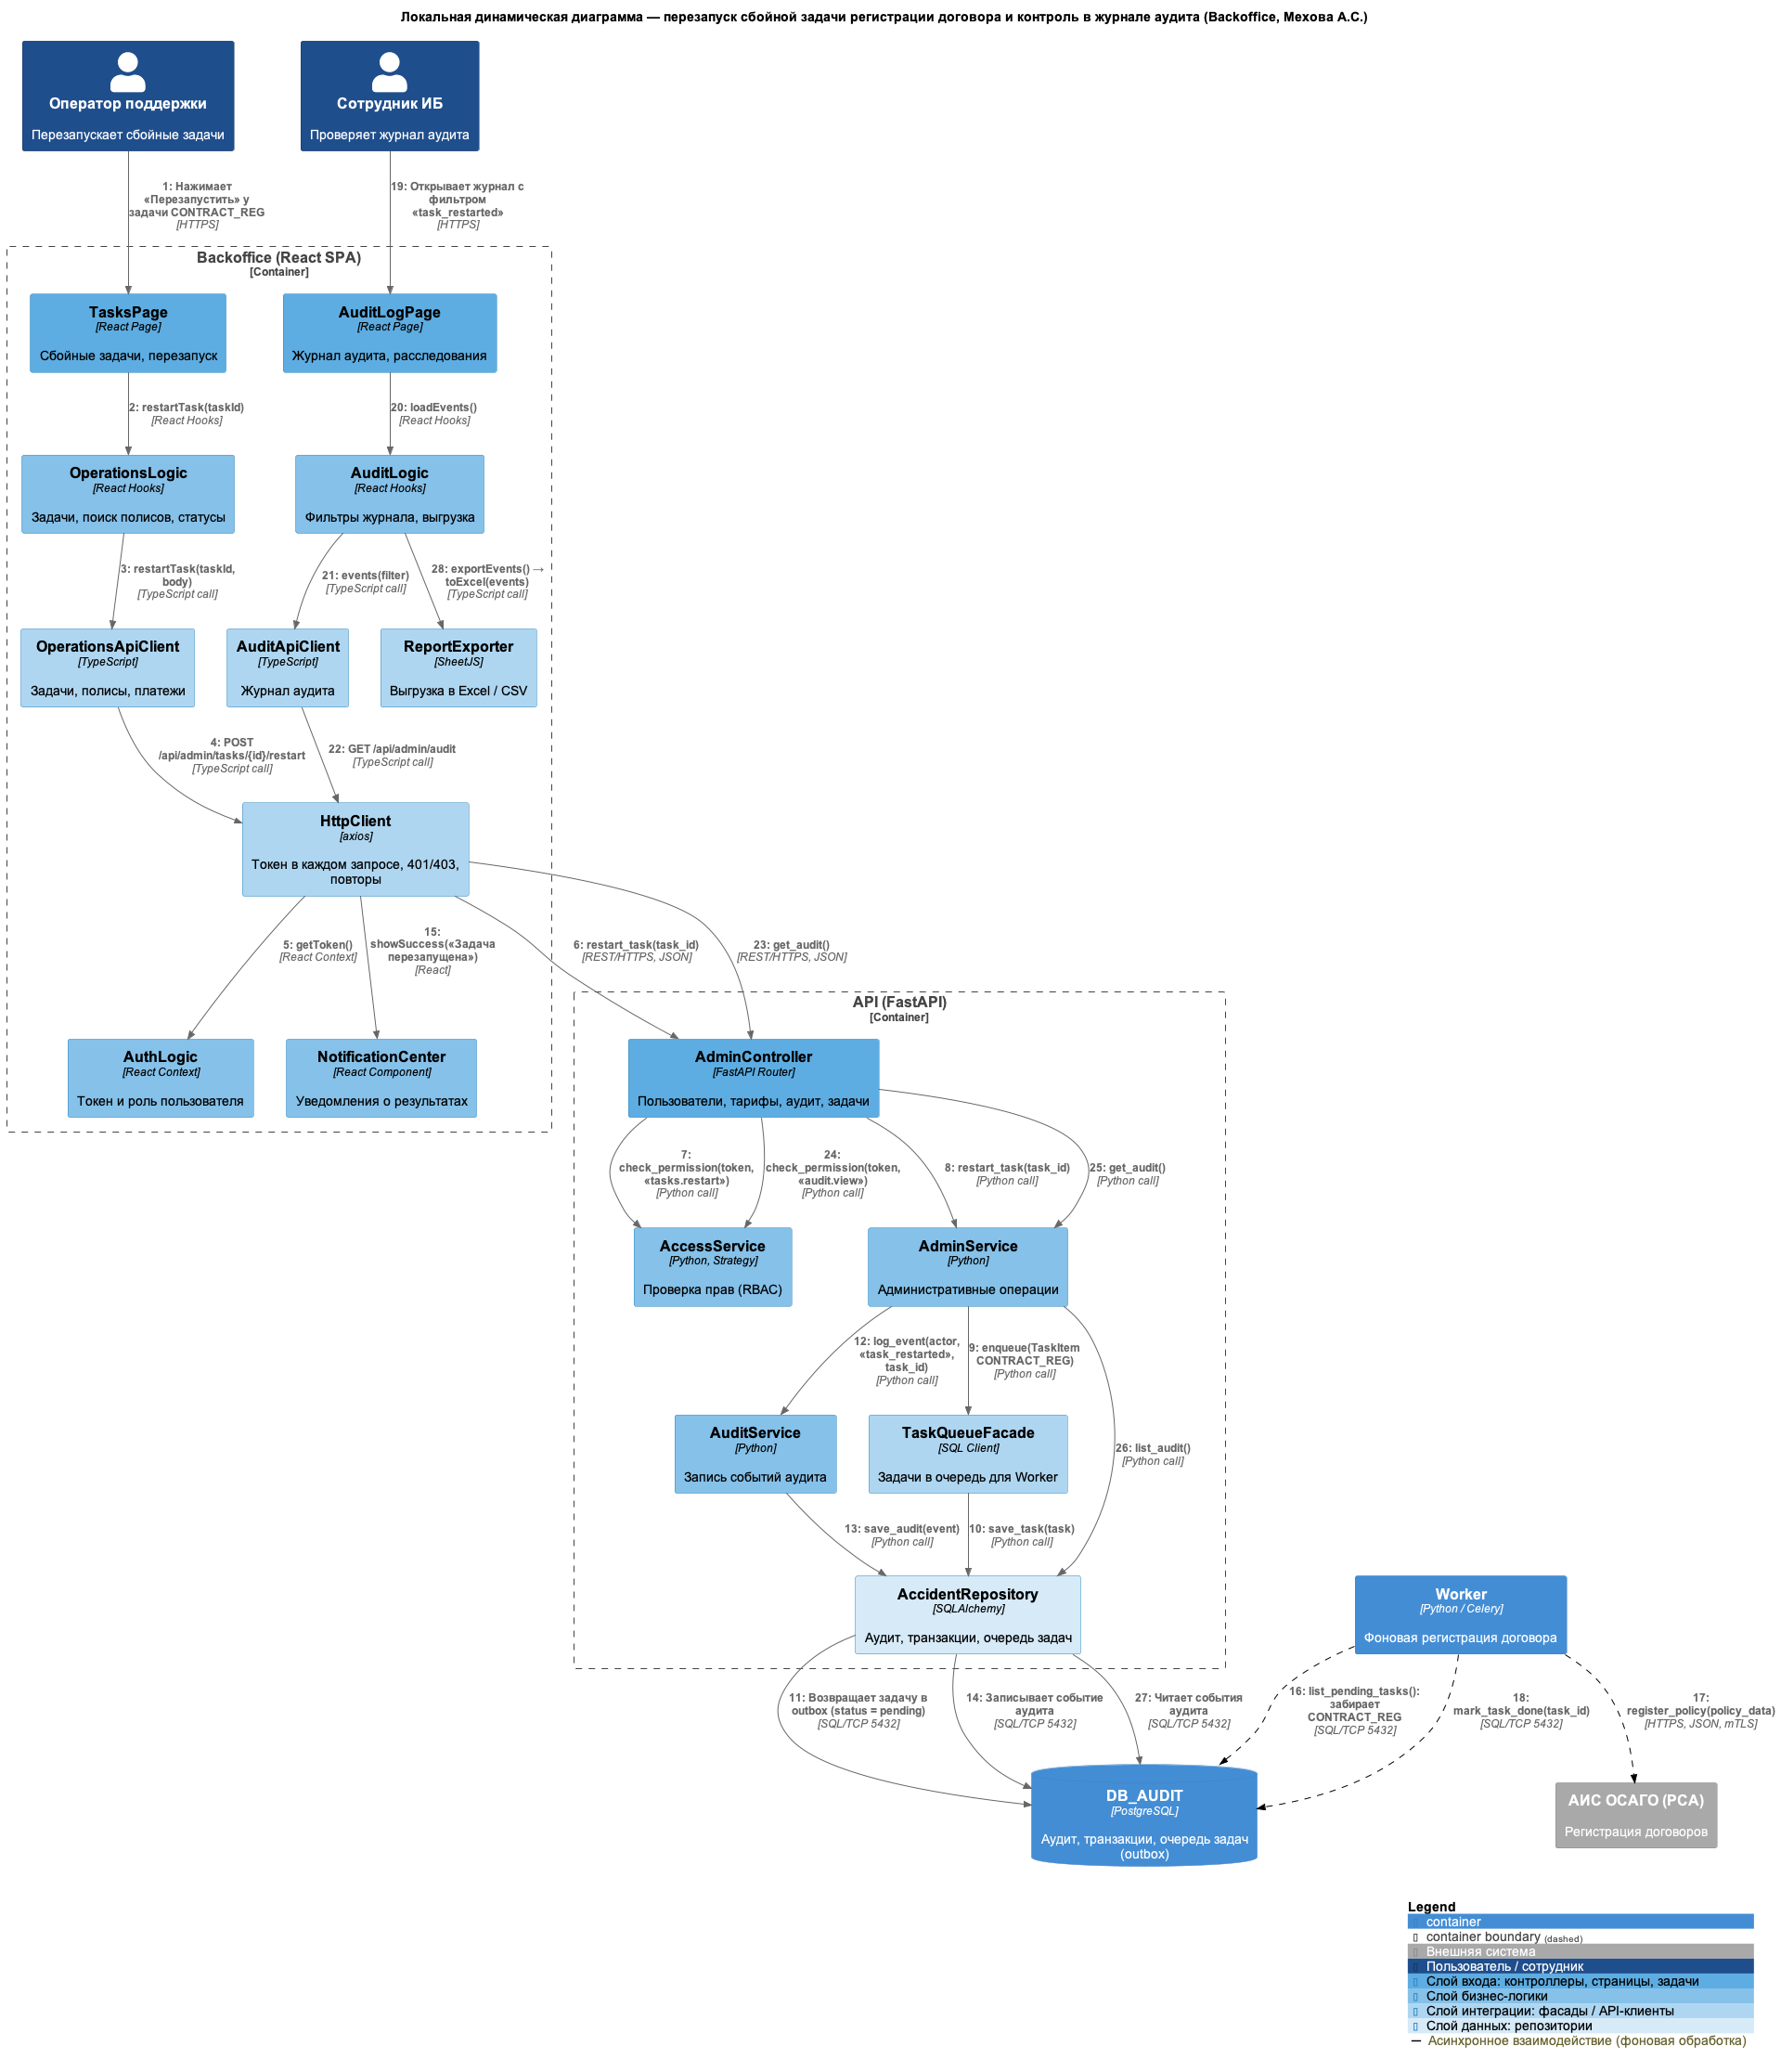 Локальная динамическая диаграмма — перезапуск сбойной задачи регистрации договора и контроль в журнале аудита (Backoffice, Мехова А.С.)
Оператор поддержки
Перезапускает сбойные задачи
Сотрудник ИБ
Проверяет журнал аудита
1: Нажимает
«Перезапустить» у
задачи CONTRACT_REG
[HTTPS]
19: Открывает журнал с
фильтром
«task_restarted»
[HTTPS]
Backoffice (React SPA)
[Container]
TasksPage
[React Page]
Сбойные задачи, перезапуск
AuditLogPage
[React Page]
Журнал аудита, расследования
2: restartTask(taskId)
[React Hooks]
20: loadEvents()
[React Hooks]
OperationsLogic
[React Hooks]
Задачи, поиск полисов, статусы
AuditLogic
[React Hooks]
Фильтры журнала, выгрузка
3: restartTask(taskId,
body)
[TypeScript call]
21: events(filter)
[TypeScript call]
28: exportEvents() →
toExcel(events)
[TypeScript call]
OperationsApiClient
[TypeScript]
Задачи, полисы, платежи
AuditApiClient
[TypeScript]
Журнал аудита
ReportExporter
[SheetJS]
Выгрузка в Excel / CSV
4: POST
/api/admin/tasks/{id}/restart
[TypeScript call]
22: GET /api/admin/audit
[TypeScript call]
HttpClient
[axios]
Токен в каждом запросе, 401/403,
повторы
5: getToken()
[React Context]
15:
showSuccess(«Задача
перезапущена»)
[React]
6: restart_task(task_id)
[REST/HTTPS, JSON]
23: get_audit()
[REST/HTTPS, JSON]
AuthLogic
[React Context]
Токен и роль пользователя
NotificationCenter
[React Component]
Уведомления о результатах
API (FastAPI)
[Container]
AdminController
[FastAPI Router]
Пользователи, тарифы, аудит, задачи
7:
check_permission(token,
«tasks.restart»)
[Python call]
24:
check_permission(token,
«audit.view»)
[Python call]
8: restart_task(task_id)
[Python call]
25: get_audit()
[Python call]
AccessService
[Python, Strategy]
Проверка прав (RBAC)
AdminService
[Python]
Административные операции
12: log_event(actor,
«task_restarted»,
task_id)
[Python call]
9: enqueue(TaskItem
CONTRACT_REG)
[Python call]
26: list_audit()
[Python call]
AuditService
[Python]
Запись событий аудита
TaskQueueFacade
[SQL Client]
Задачи в очередь для Worker
13: save_audit(event)
[Python call]
10: save_task(task)
[Python call]
AccidentRepository
[SQLAlchemy]
Аудит, транзакции, очередь задач
Worker
[Python / Celery]
Фоновая регистрация договора
11: Возвращает задачу в
outbox (status = pending)
[SQL/TCP 5432]
14: Записывает событие
аудита
[SQL/TCP 5432]
27: Читает события
аудита
[SQL/TCP 5432]
16: list_pending_tasks():
забирает
CONTRACT_REG
[SQL/TCP 5432]
18:
mark_task_done(task_id)
[SQL/TCP 5432]
17:
register_policy(policy_data)
[HTTPS, JSON, mTLS]
DB_AUDIT
[PostgreSQL]
Аудит, транзакции, очередь задач
(outbox)
АИС ОСАГО (РСА)
Регистрация договоров
Legend
container
container boundary (dashed)
Внешняя система
Пользователь / сотрудник
Слой входа: контроллеры, страницы, задачи
Слой бизнес-логики
Слой интеграции: фасады / API-клиенты
Слой данных: репозитории
Асинхронное взаимодействие (фоновая обработка)